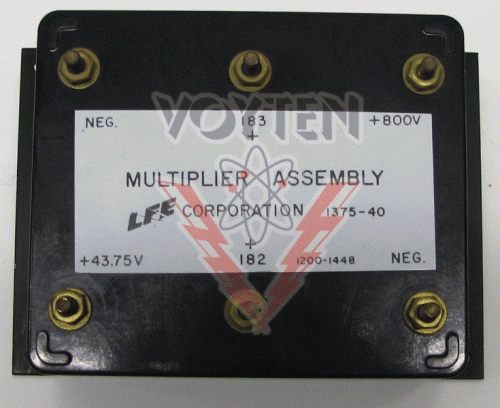 VOYTEN
NEG. 183 +800V
+
MULTIPLIER ASSEMBLY
LFE CORPORATION 1375-40
+
+43.75V 182 1200-1448 NEG.